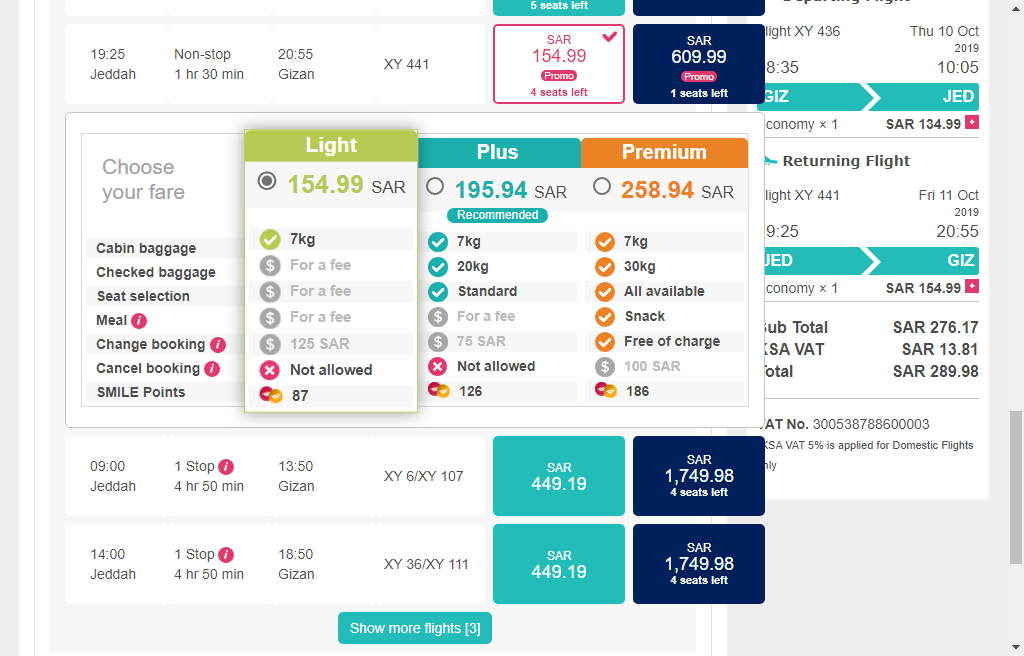 5 seats left
19:25
Jeddah
Non-stop
1 hr 30 min
20:55
Gizan
XY 441
SAR
154.99
Promo
4 seats left
SAR
609.99
Promo
1 seats left
Choose
your fare
Light
154.99 SAR
Plus
195.94 SAR
Recommended
Premium
258.94 SAR
Cabin baggage 7kg 7kg 7kg
Checked baggage For a fee 20kg 30kg
Seat selection For a fee Standard All available
Meal i $ For a fee $ For a fee Snack
Change booking i $ 125 SAR $ 75 SAR Free of charge
Cancel booking i Not allowed Not allowed $ 100 SAR
SMILE Points 87 126 186
09:00
Jeddah
1 Stop i
4 hr 50 min
13:50
Gizan
XY 6/XY 107
SAR
449.19
SAR
1,749.98
4 seats left
14:00
Jeddah
1 Stop i
4 hr 50 min
18:50
Gizan
XY 36/XY 111
SAR
449.19
SAR
1,749.98
4 seats left
Show more flights [3]
light XY 436 Thu 10 Oct
2019
8:35 10:05
GIZ JED
conomy × 1 SAR 134.99 +
Returning Flight
light XY 441 Fri 11 Oct
2019
9:25 20:55
JED GIZ
conomy × 1 SAR 154.99 +
ub Total SAR 276.17
KSA VAT SAR 13.81
otal SAR 289.98
VAT No. 300538788600003
KSA VAT 5% is applied for Domestic Flights
nly